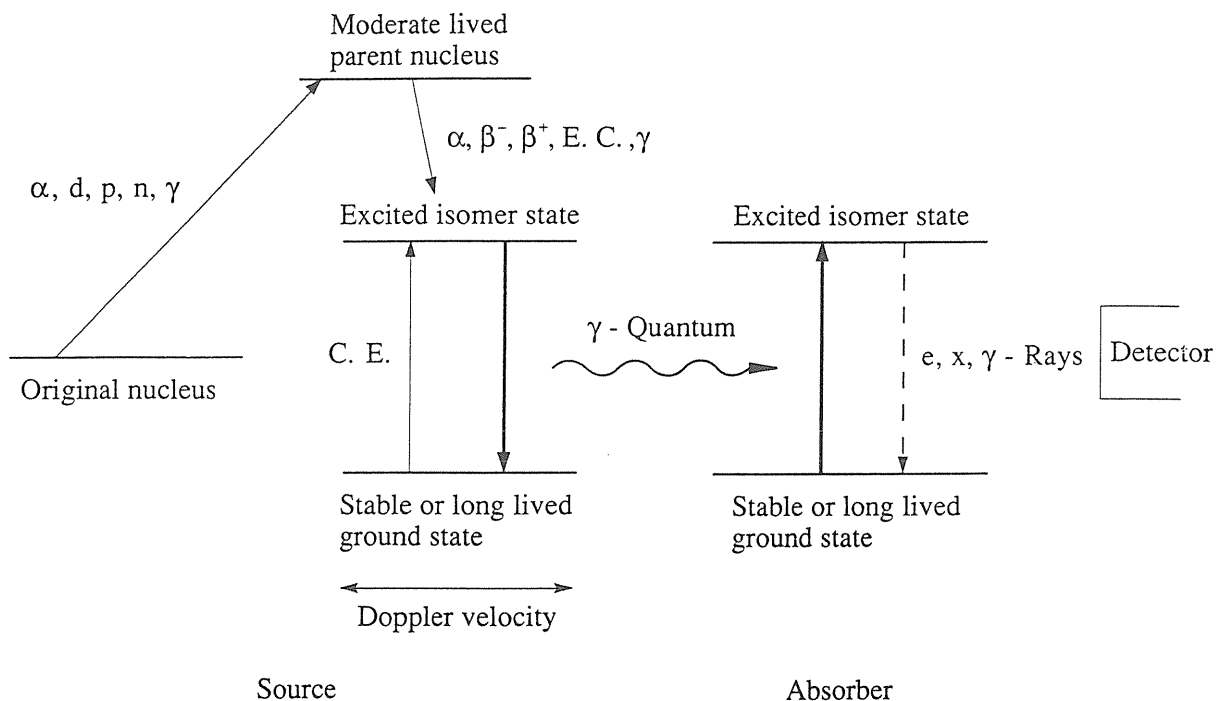 Moderate lived
parent nucleus
α, β⁻, β⁺, E. C. ,γ
α, d, p, n, γ
Excited isomer state
Excited isomer state
γ - Quantum
C. E.
e, x, γ - Rays
Detector
Original nucleus
Stable or long lived
ground state
Stable or long lived
ground state
Doppler velocity
Source
Absorber